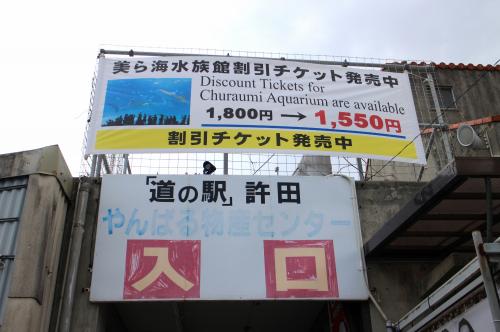 美ら海水族館割引チケット発売中
Discount Tickets for
Churaumi Aquarium are available
1,800円 → 1,550円
割引チケット発売中
「道の駅」許田
やんばる物産センター
入口